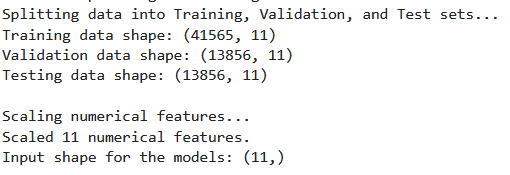 Splitting data into Training, Validation, and Test sets...
Training data shape: (41565, 11)
Validation data shape: (13856, 11)
Testing data shape: (13856, 11)
Scaling numerical features...
Scaled 11 numerical features.
Input shape for the models: (11,)